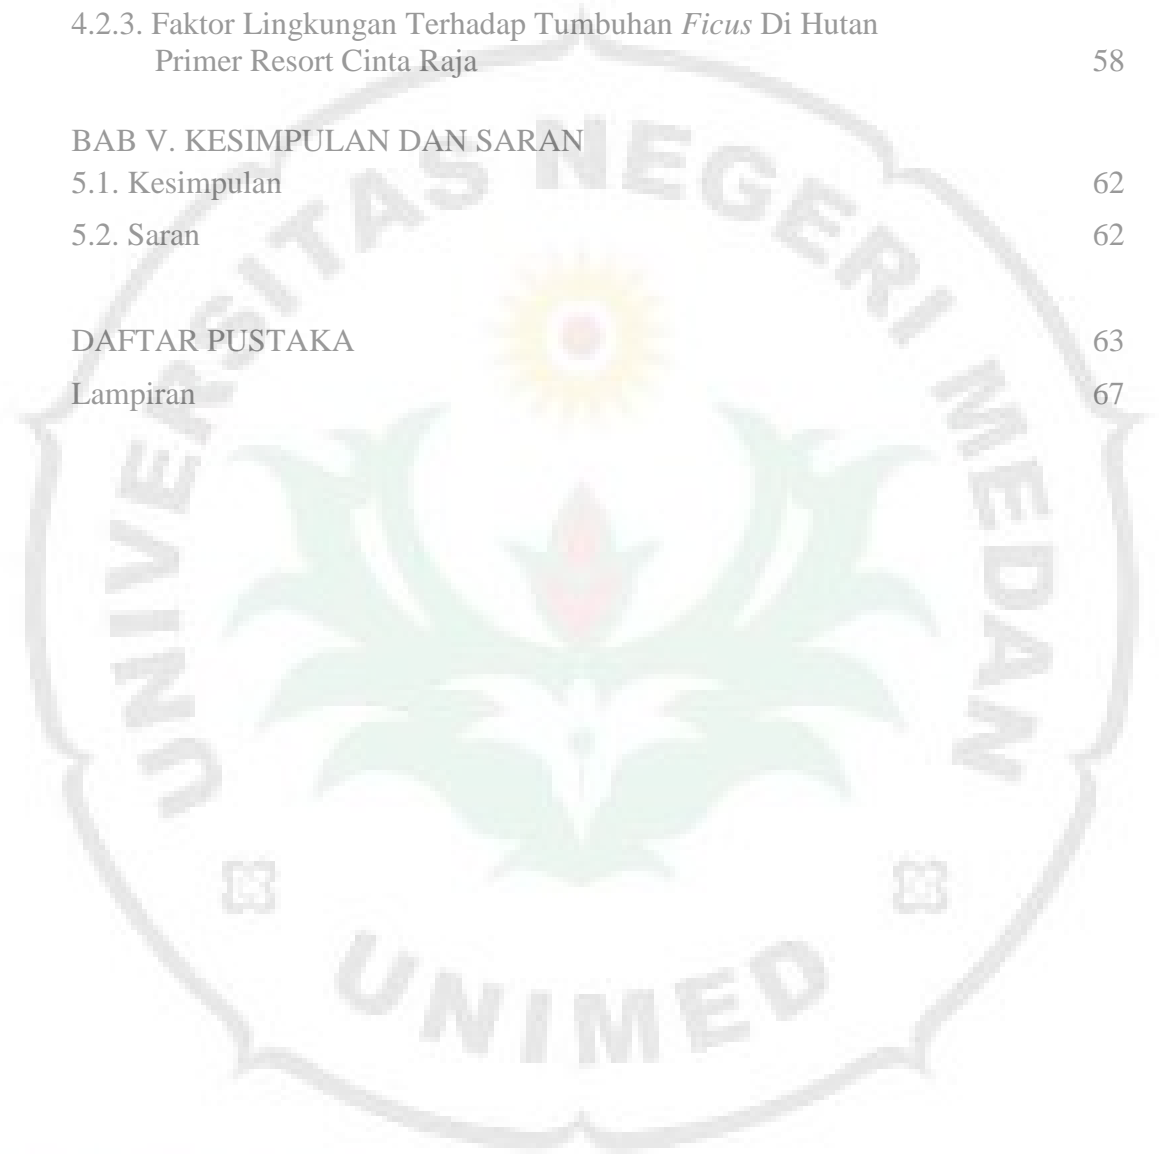 4.2.3. Faktor Lingkungan Terhadap Tumbuhan Ficus Di Hutan
Primer Resort Cinta Raja 58
BAB V. KESIMPULAN DAN SARAN
5.1. Kesimpulan 62
5.2. Saran 62
DAFTAR PUSTAKA 63
Lampiran 67
UNIVERSITAS NEGERI MEDAN
UNIMED